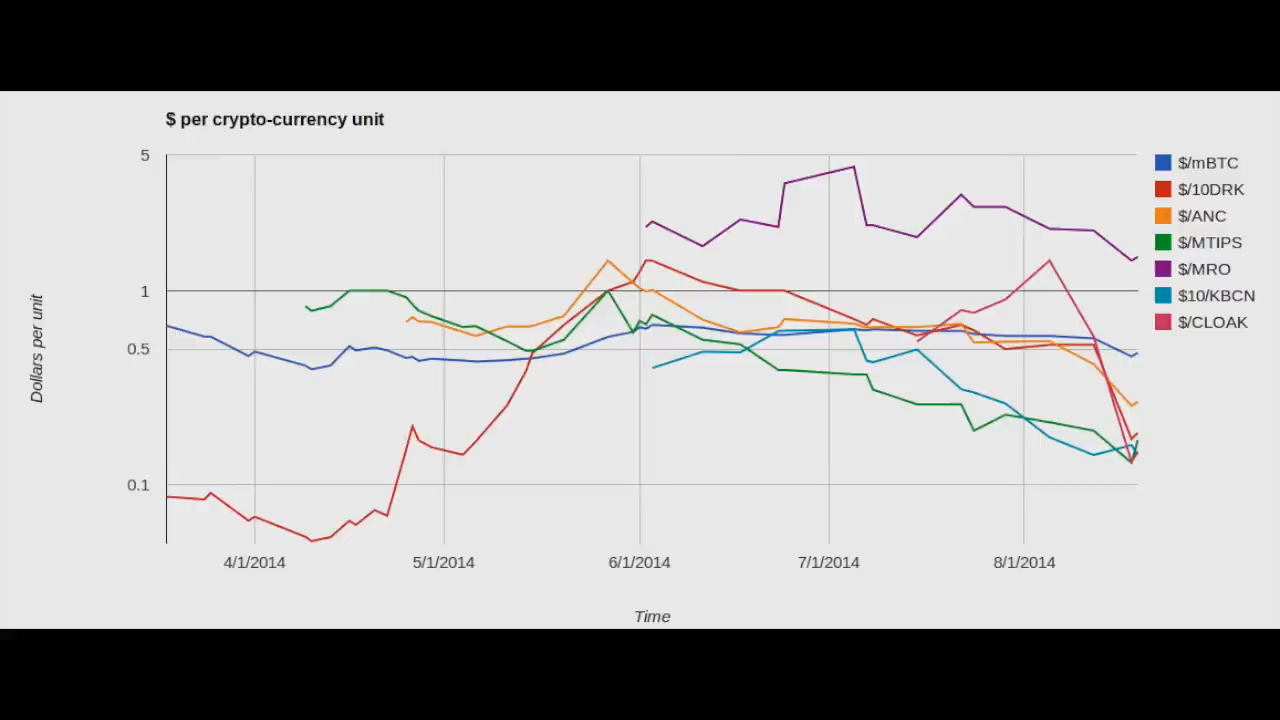 $ per crypto-currency unit
5
1
0.5
0.1
Dollars per unit
4/1/2014
5/1/2014
6/1/2014
7/1/2014
8/1/2014
Time
$/mBTC
$/10DRK
$/ANC
$/MTIPS
$/MRO
$10/KBCN
$/CLOAK